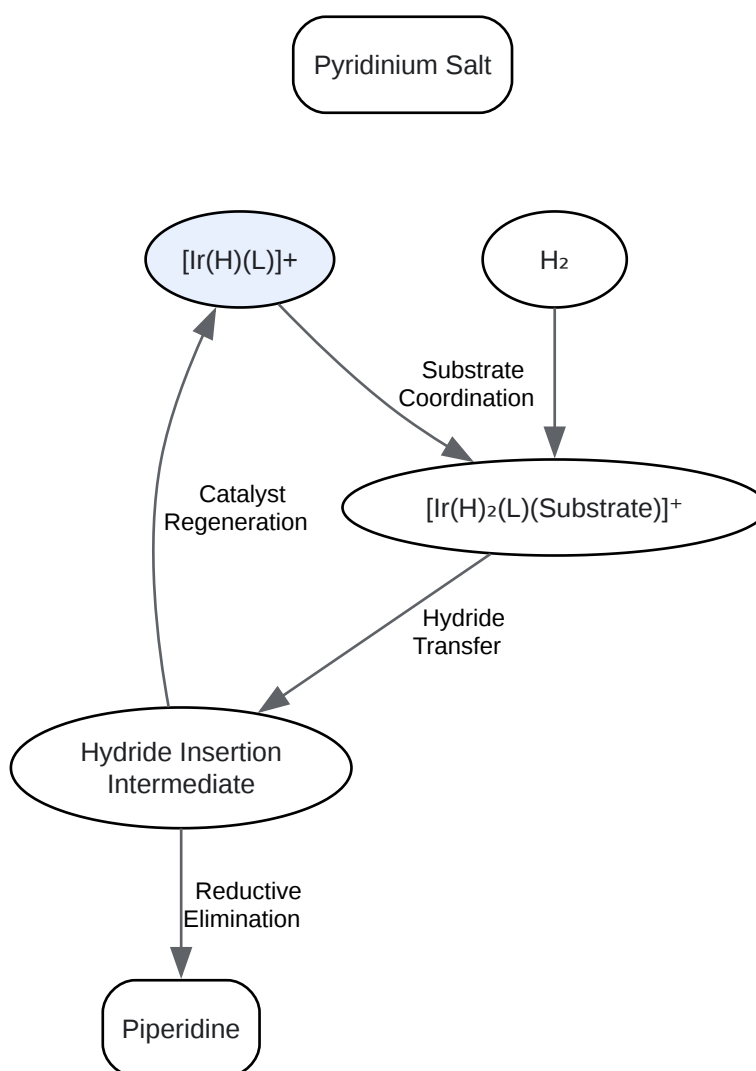 Pyridinium Salt
[Ir(H)(L)]+
H₂
Substrate
Coordination
Catalyst
Regeneration
[Ir(H)₂(L)(Substrate)]⁺
Hydride
Transfer
Hydride Insertion
Intermediate
Reductive
Elimination
Piperidine